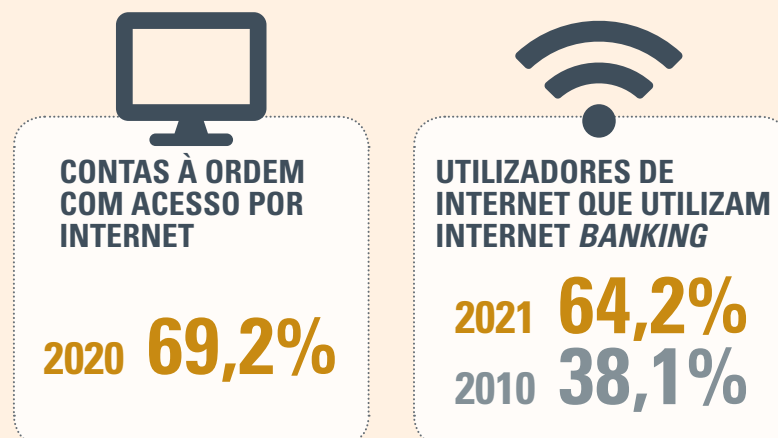 CONTAS À ORDEM
COM ACESSO POR
INTERNET
2020 69,2%
UTILIZADORES DE
INTERNET QUE UTILIZAM
INTERNET BANKING
2021 64,2%
2010 38,1%